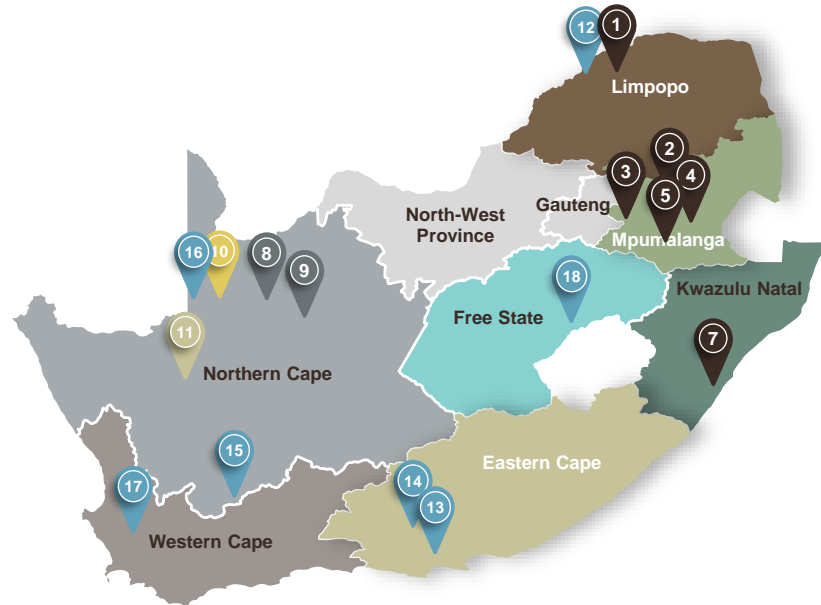 12
1
Limpopo
2
3
4
5
Gauteng
North-West
Province
Mpumalanga
16
10
8
9
18
Kwazulu Natal
Free State
11
7
Northern Cape
15
Eastern Cape
17
14
13
Western Cape